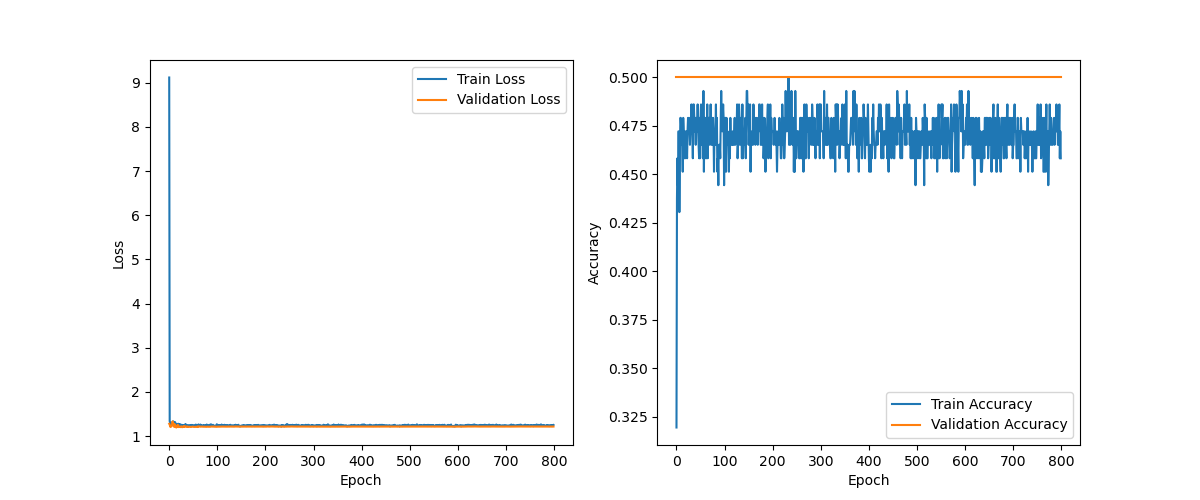 9
8
7
6
5
4
3
2
1
Loss
0 100 200 300 400 500 600 700 800
Epoch
Train Loss
Validation Loss
0.500
0.475
0.450
0.425
0.400
0.375
0.350
0.325
Accuracy
0 100 200 300 400 500 600 700 800
Epoch
Train Accuracy
Validation Accuracy